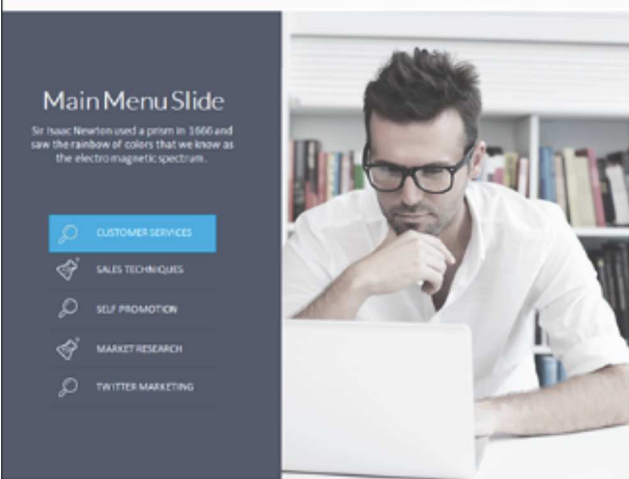 Main Menu Slide
Sir Isaac Newton used a prism in 1666 and
saw the rainbow of colors that we know as
the electro magnetic spectrum.
CUSTOMER SERVICES
SALES TECHNIQUES
SELF PROMOTION
MARKET RESEARCH
TWITTER MARKETING